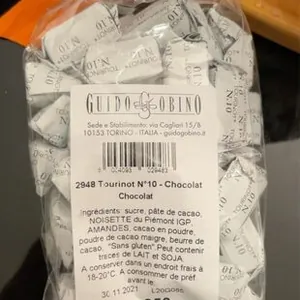 GUIDO GOBINO
Sede e Stabilimento: via Cagliari 15/B
10153 TORINO - ITALIA - guidogobino.it
2948 Tourinot N°10 - Chocolat
Chocolat
Ingrédients: sucre, pâte de cacao,
NOISETTE du Piémont IGP,
AMANDES, cacao en poudre,
poudre de cacao maigre, beurre de
cacao, "Sans gluten" Peut contenir
traces de LAIT et SOJA.
A conserver dans un endroit frais à
18-20°C. A consommer de préf
avant le:
30.11.2021